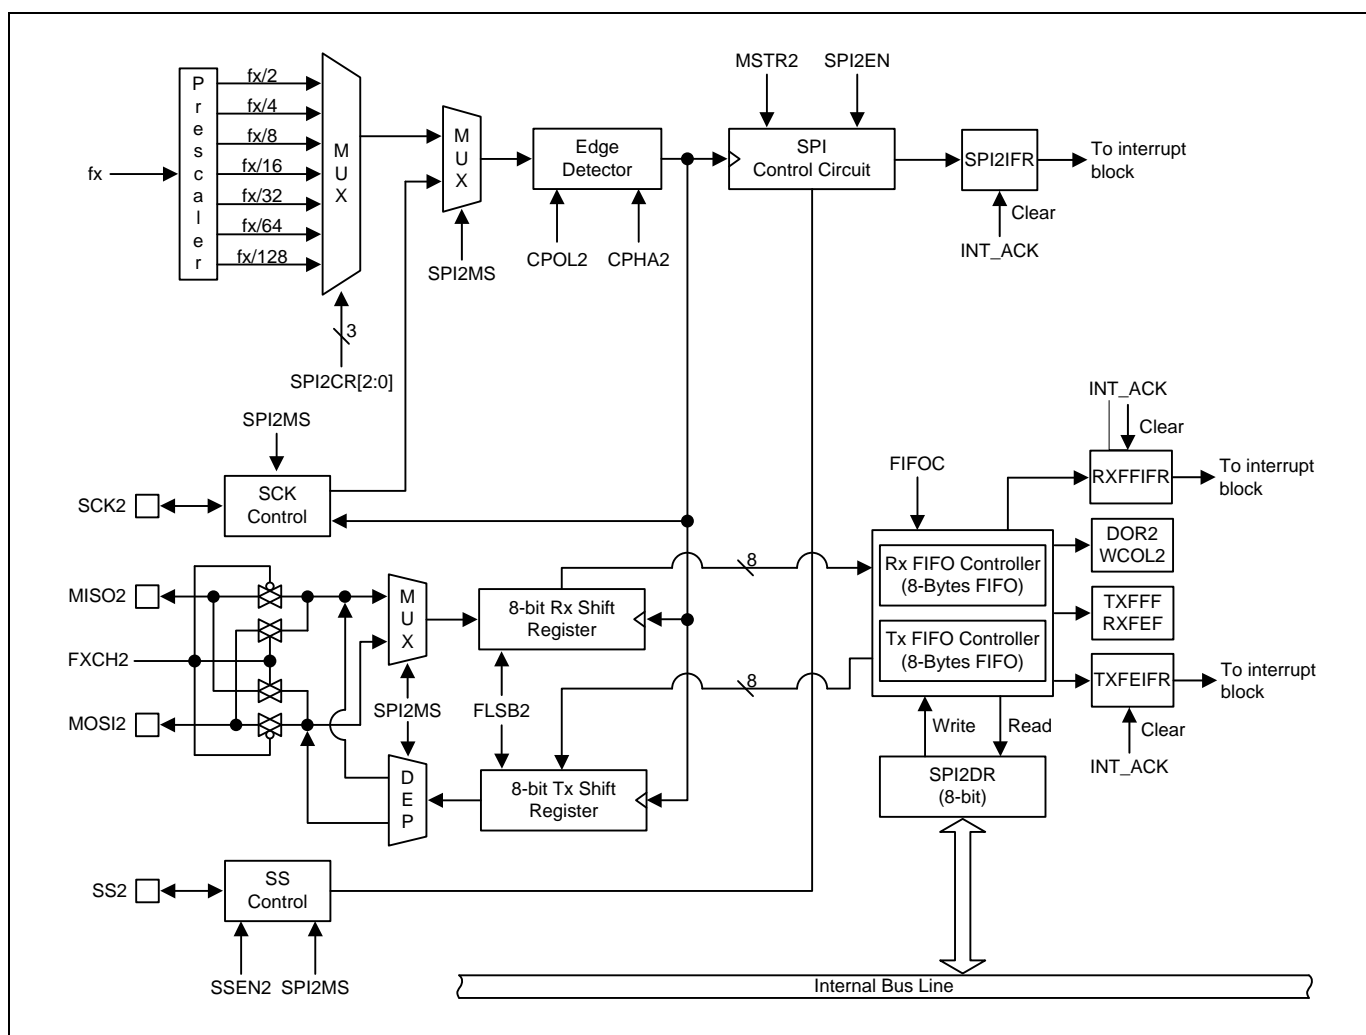 MSTR2
SPI2EN
Prescaler
fx/2
fx/4
fx/8
fx/16
fx/32
fx/64
fx/128
fx
MUX
MUX
Edge
Detector
SPI
Control Circuit
SPI2IFR
To interrupt
block
Clear
INT_ACK
SPI2MS
CPOL2
CPHA2
3
SPI2CR[2:0]
SPI2MS
SCK2
SCK
Control
INT_ACK
Clear
FIFOC
RXFFIFR
To interrupt
block
DOR2
WCOL2
Rx FIFO Controller
(8-Bytes FIFO)
8
MISO2
MUX
8-bit Rx Shift
Register
TXFFF
RXFEF
Tx FIFO Controller
(8-Bytes FIFO)
FXCH2
8
TXFEIFR
To interrupt
block
MOSI2
SPI2MS
FLSB2
Write
Read
Clear
INT_ACK
DEP
8-bit Tx Shift
Register
SPI2DR
(8-bit)
SS2
SS
Control
SSEN2
SPI2MS
Internal Bus Line